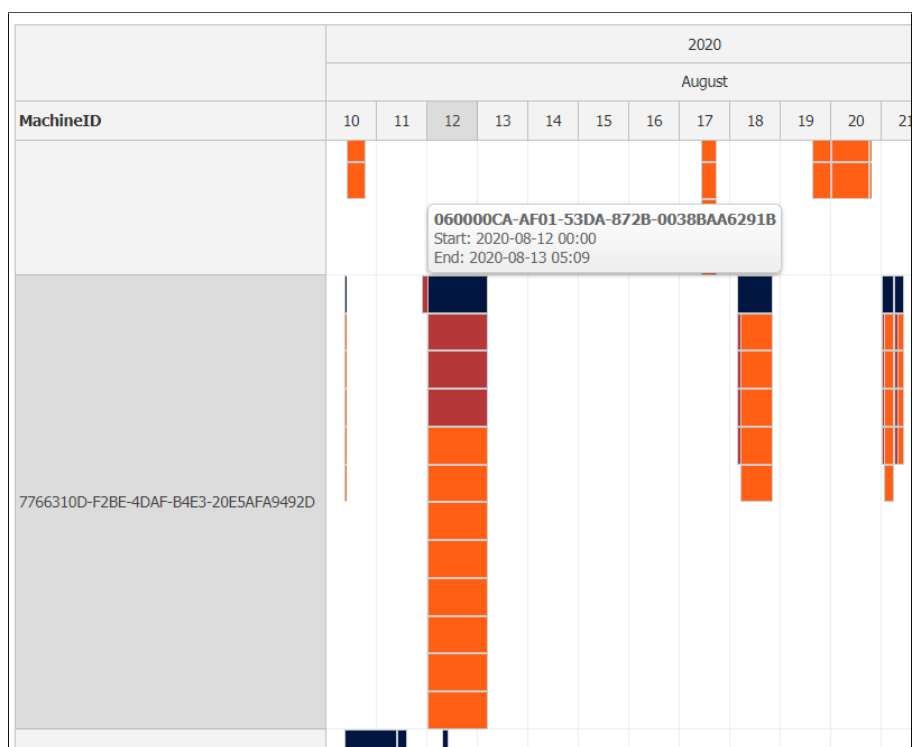 2020
August
MachineID 10 11 12 13 14 15 16 17 18 19 20 21
060000CA-AF01-53DA-872B-0038BAA6291B
Start: 2020-08-12 00:00
End: 2020-08-13 05:09
7766310D-F2BE-4DAF-B4E3-20E5AFA9492D